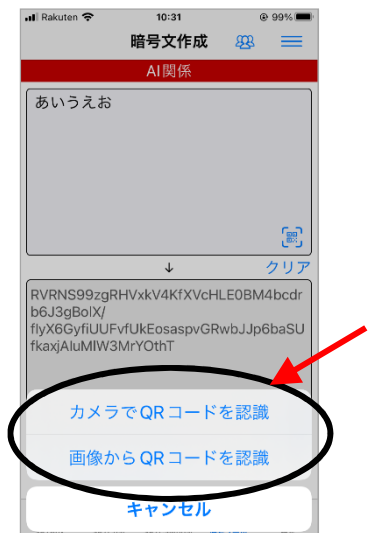 Rakuten 10:31 99%
暗号文作成
AI関係
あいうえお
↓ クリア
RVRNS99zgRHVxkV4KfXVcHLE0BM4bcdr
b6J3gBolX/
flyX6GyfiUUFvfUkEosaspvGRwbJJp6baSU
fkaxjAluMIW3MrYOthT
カメラでQRコードを認識
画像からQRコードを認識
キャンセル